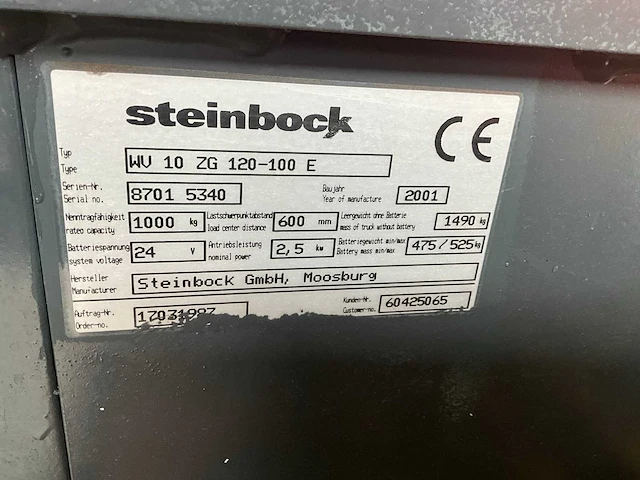 steinbock
CE
Typ
Type WV 10 ZG 120-100 E
Serien-Nr. Baujahr
Serial no. 8701 5340 Year of manufacture 2001
Nenntragfähigkeit Lastschwerpunktabstand Leergewicht ohne Batterie
rated capacity 1000 kg load center distance 600 mm mass of truck without battery 1490 kg
Batteriespannung Antriebsleistung Batteriegewicht min/max
system voltage 24 V nominal power 2,5 kW Battery mass min/max 475/525 kg
Hersteller
Manufacturer Steinbock GmbH, Moosburg
Auftrag-Nr. Kunden-Nr.
Order-no. Customer-no. 60425065